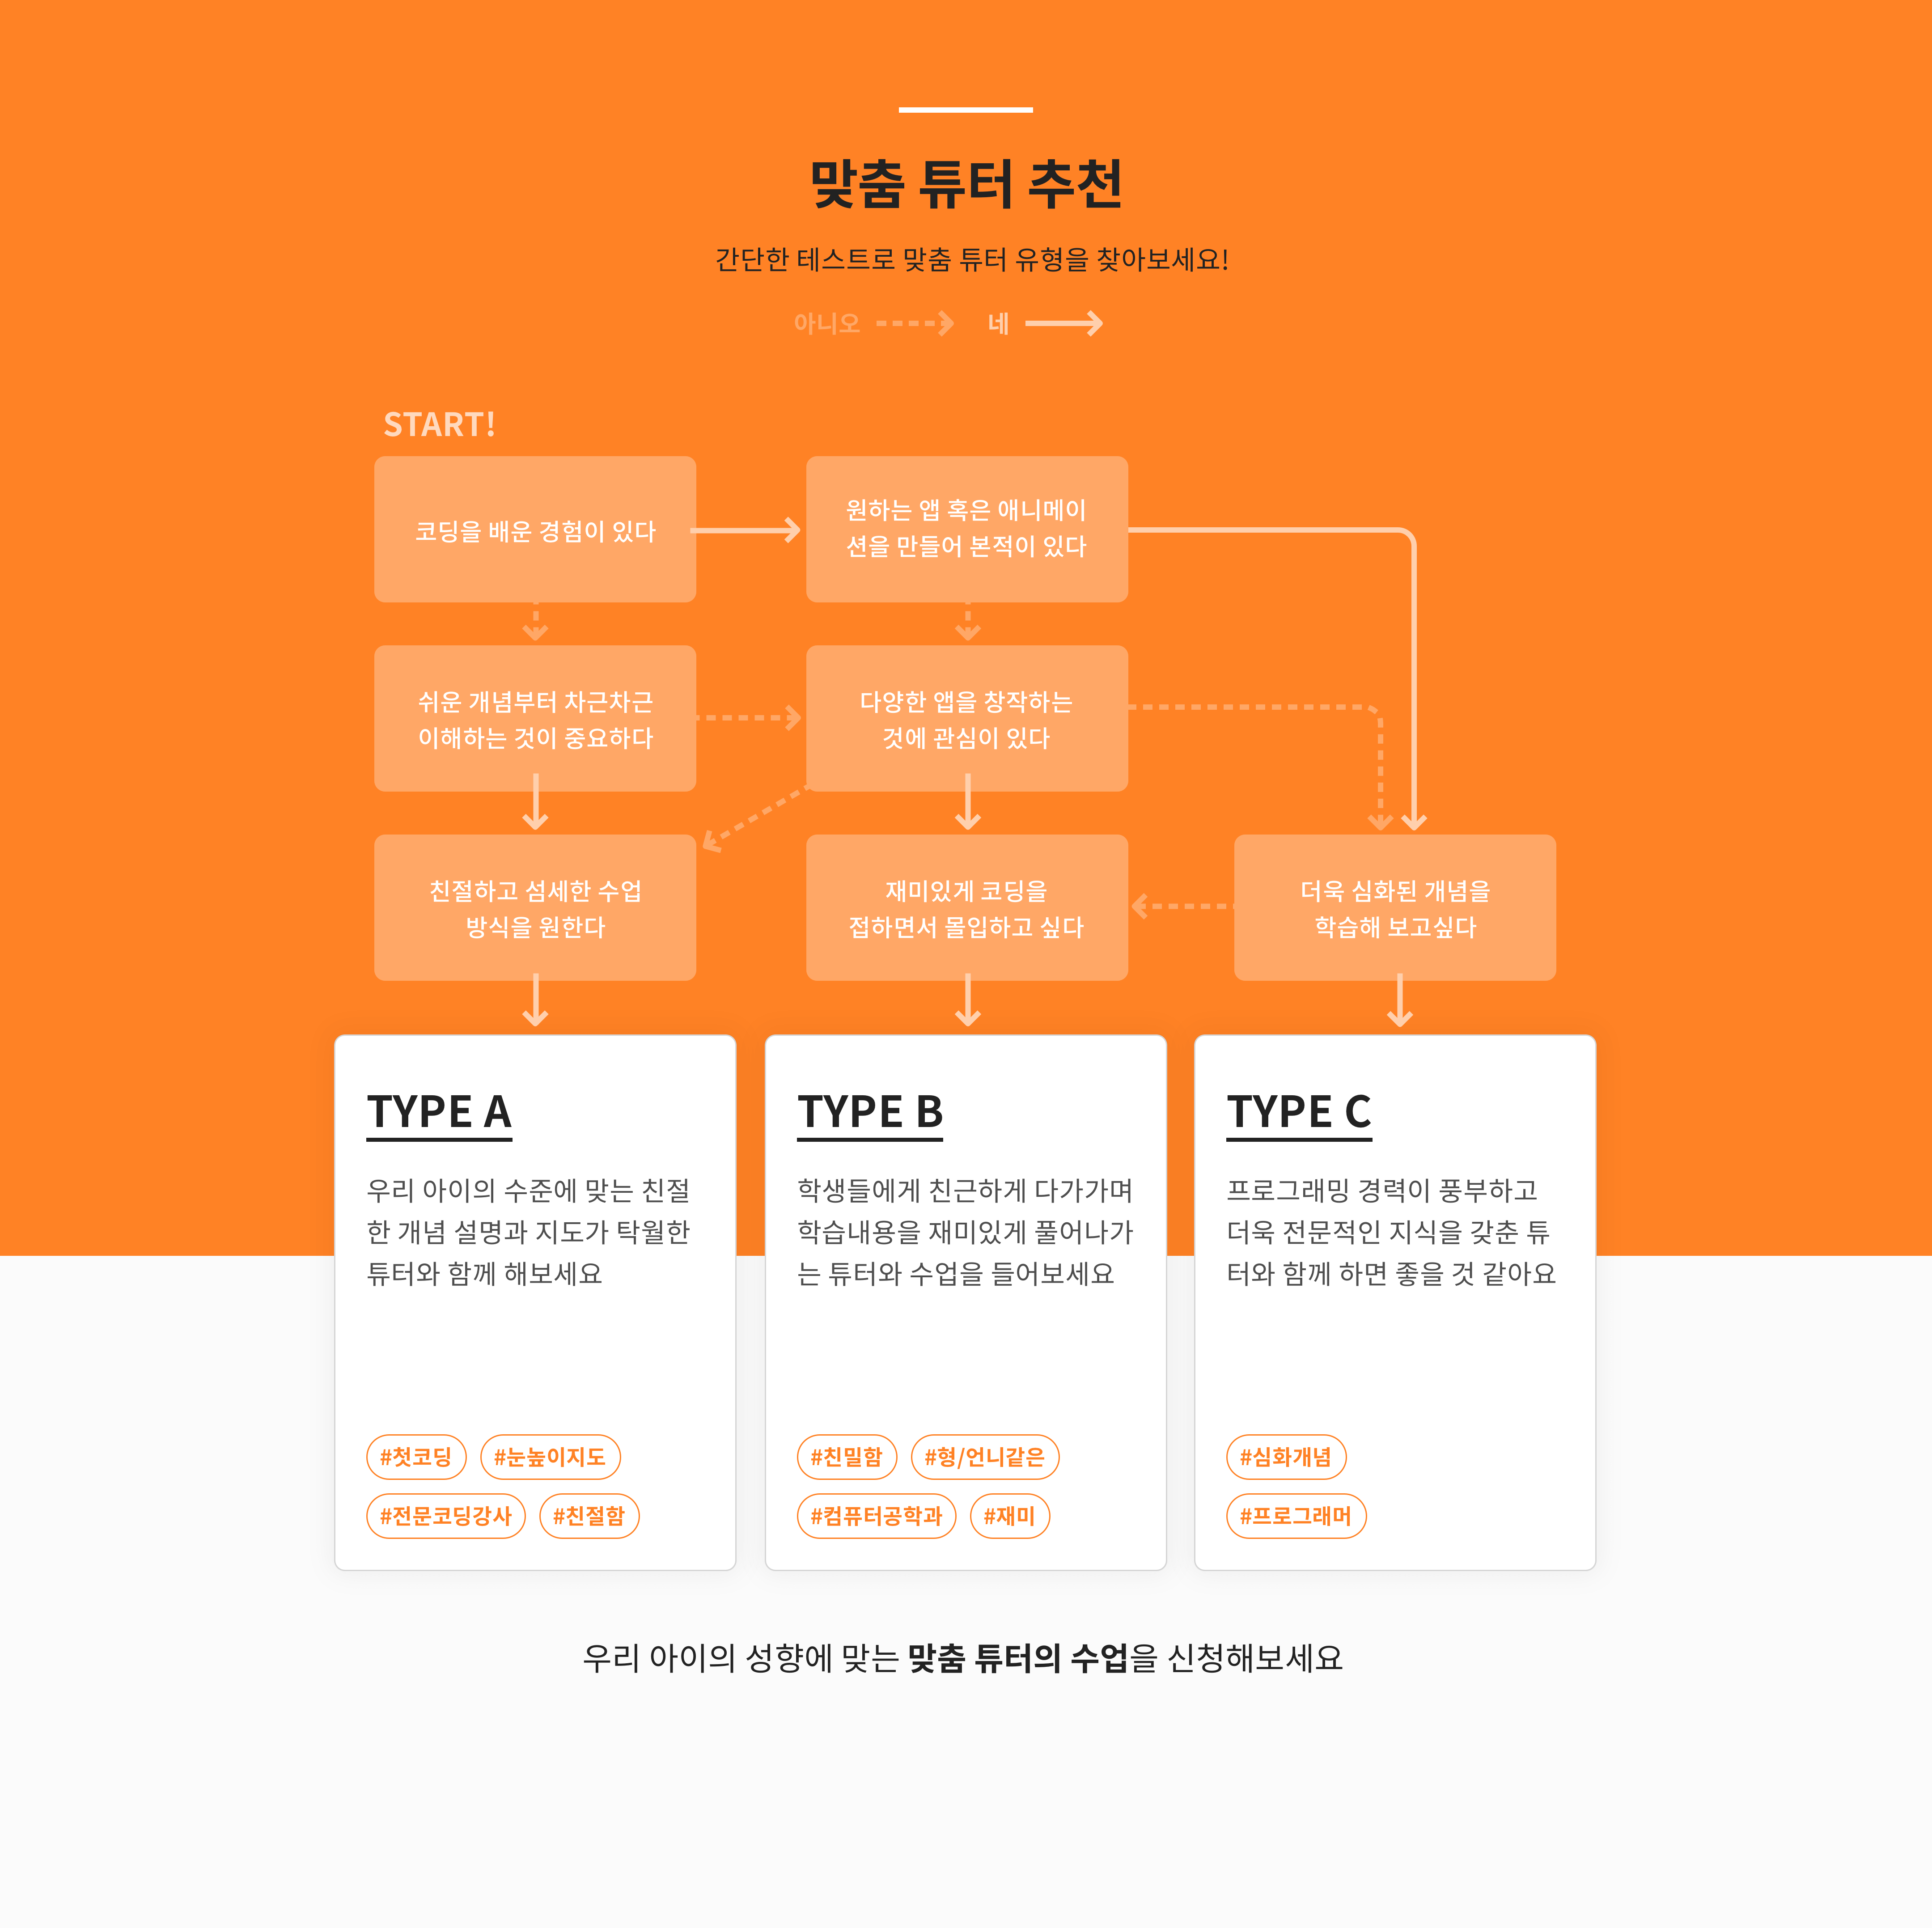 맞춤 튜터 추천
간단한 테스트로 맞춤 튜터 유형을 찾아보세요!
아니오 네
START!
코딩을 배운 경험이 있다
원하는 앱 혹은 애니메이
션을 만들어 본적이 있다
쉬운 개념부터 차근차근
이해하는 것이 중요하다
다양한 앱을 창작하는
것에 관심이 있다
친절하고 섬세한 수업
방식을 원한다
재미있게 코딩을
접하면서 몰입하고 싶다
더욱 심화된 개념을
학습해 보고싶다
TYPE A
우리 아이의 수준에 맞는 친절
한 개념 설명과 지도가 탁월한
튜터와 함께 해보세요
#첫코딩 #눈높이지도
#전문코딩강사 #친절함
TYPE B
학생들에게 친근하게 다가가며
학습내용을 재미있게 풀어나가
는 튜터와 수업을 들어보세요
#친밀함 #형/언니같은
#컴퓨터공학과 #재미
TYPE C
프로그래밍 경력이 풍부하고
더욱 전문적인 지식을 갖춘 튜
터와 함께 하면 좋을 것 같아요
#심화개념
#프로그래머
우리 아이의 성향에 맞는 맞춤 튜터의 수업을 신청해보세요